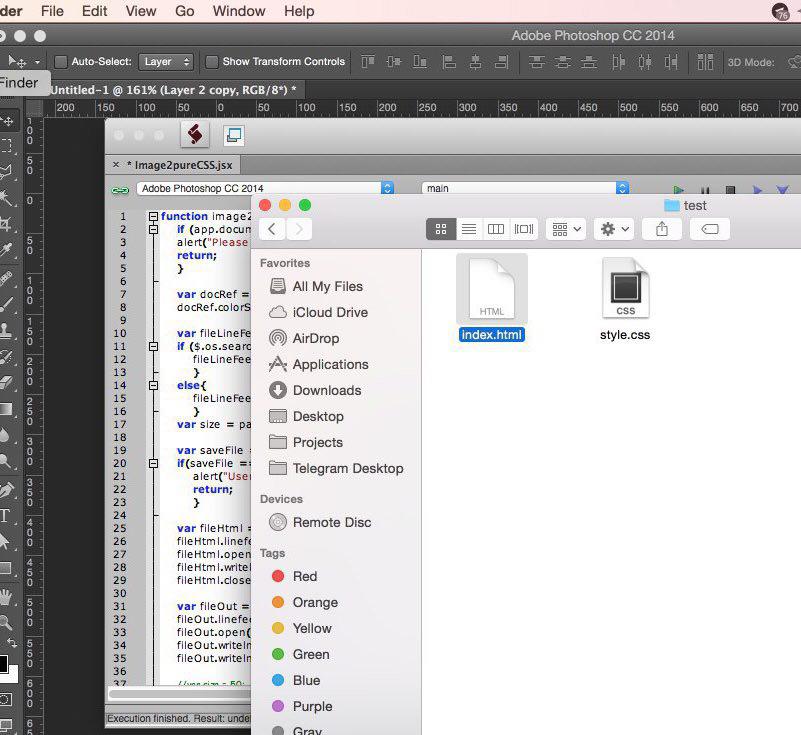 der File Edit View Go Window Help
76
Adobe Photoshop CC 2014
Auto-Select: Layer Show Transform Controls 3D Mode:
Finder
Untitled-1 @ 161% (Layer 2 copy, RGB/8*) *
200 150 100 50 0 50 100 150 200 250 300 350 400 450 500 550 600 650 700
× * Image2pureCSS.jsx
Adobe Photoshop CC 2014 main
test
1 function image2
2 if (app.docum
3 alert("Please
4 return;
5 }
6
7 var docRef =
8 docRef.colorS
9
10 var fileLineFe
11 if ($.os.searc
12 fileLineFee
13 }
14 else{
15 fileLineFee
16 }
17 var size = pa
18
19 var saveFile =
20 if(saveFile ==
21 alert("User
22 return;
23 }
24
25 var fileHtml =
26 fileHtml.linefe
27 fileHtml.open
28 fileHtml.writel
29 fileHtml.close
30
31 var fileOut =
32 fileOut.linefee
33 fileOut.open(
34 fileOut.writeln
35 fileOut.writeln
36
37 //var size = 50;
Execution finished. Result: unde
Favorites
All My Files
iCloud Drive
AirDrop
Applications
Downloads
Desktop
Projects
Telegram Desktop
Devices
Remote Disc
Tags
Red
Orange
Yellow
Green
Blue
Purple
Gray
HTML
index.html
CSS
style.css